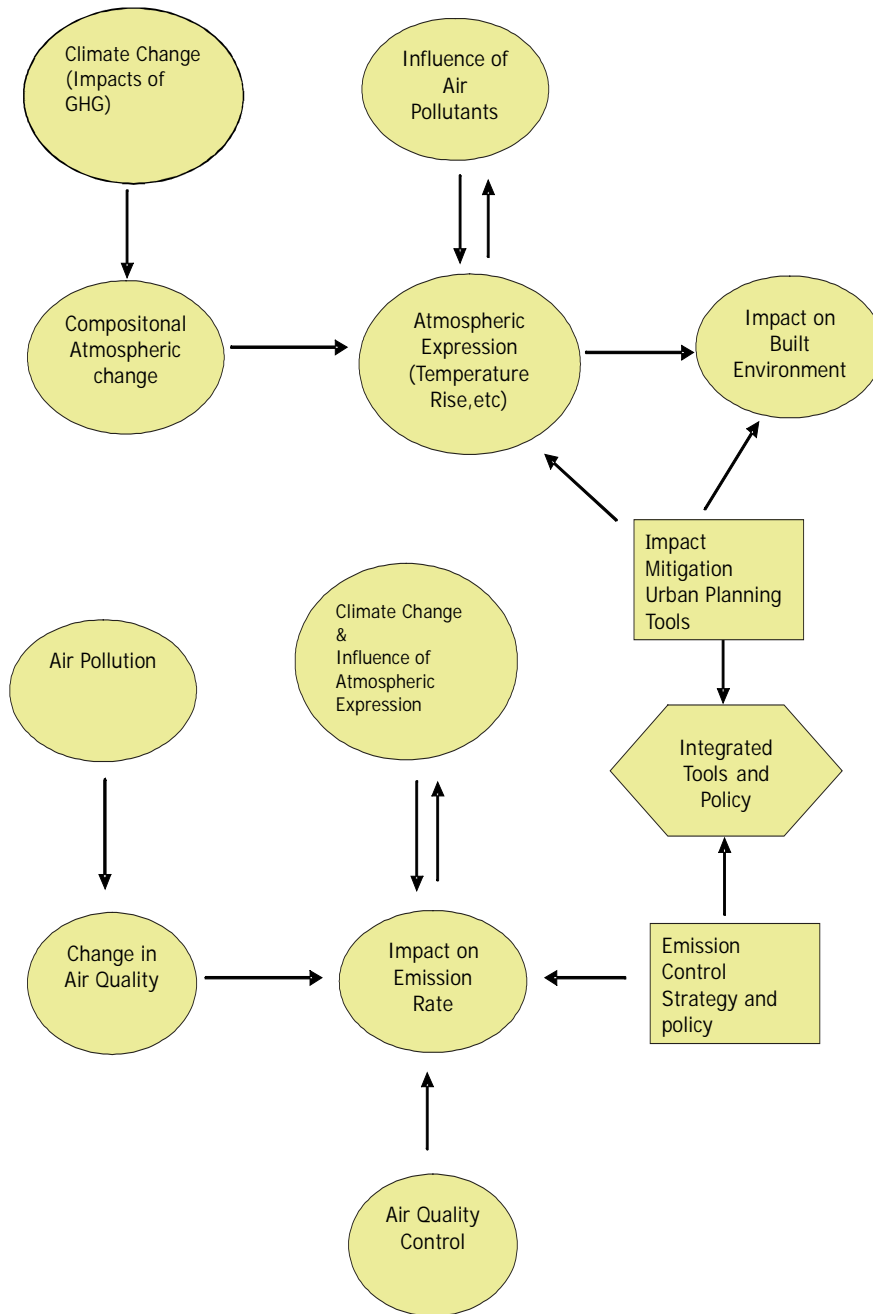 Climate Change
(Impacts of
GHG)
Influence of
Air
Pollutants
Compositonal
Atmospheric
change
Atmospheric
Expression
(Temperature
Rise,etc)
Impact on
Built
Environment
Impact
Mitigation
Urban Planning
Tools
Climate Change
&
Influence of
Atmospheric
Expression
Air Pollution
Integrated
Tools and
Policy
Change in
Air Quality
Impact on
Emission
Rate
Emission
Control
Strategy and
policy
Air Quality
Control